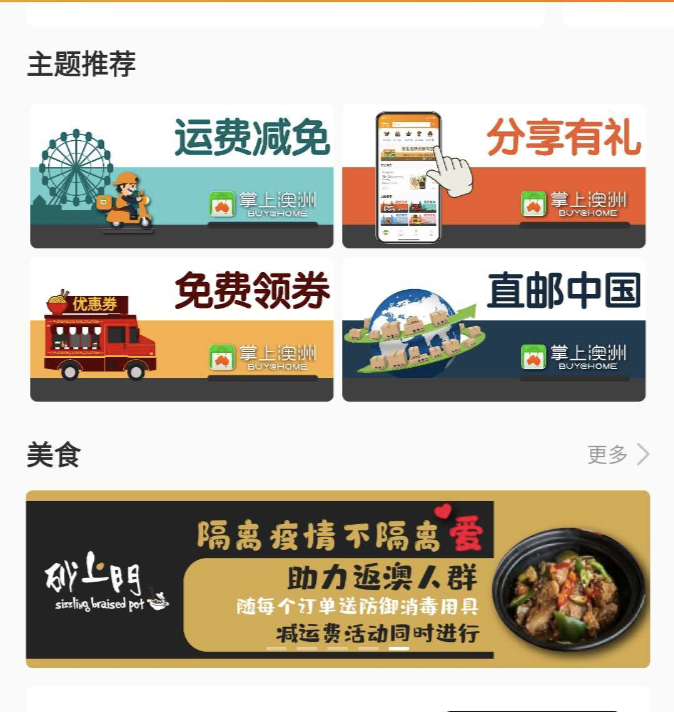 主题推荐
运费减免
掌上澳洲
BUY@HOME
分享有礼
掌上澳洲
BUY@HOME
优惠券
免费领券
掌上澳洲
BUY@HOME
直邮中国
掌上澳洲
BUY@HOME
美食
更多
隔离疫情不隔离爱
砂上門
sizzling braised pot
助力返澳人群
随每个订单送防御消毒用具
减运费活动同时进行